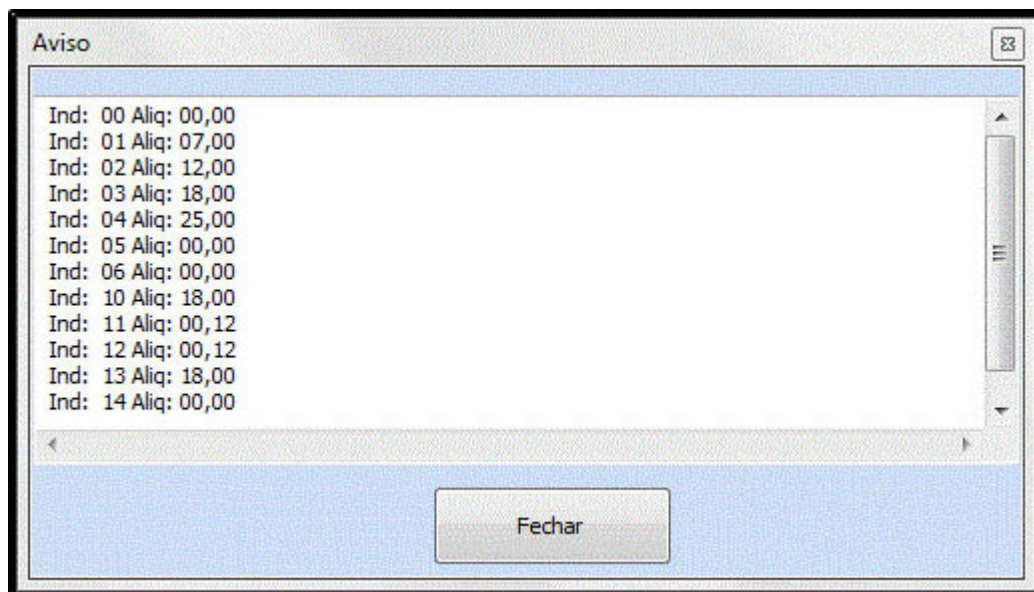 Aviso
Ind:  00 Aliq: 00,00
Ind:  01 Aliq: 07,00
Ind:  02 Aliq: 12,00
Ind:  03 Aliq: 18,00
Ind:  04 Aliq: 25,00
Ind:  05 Aliq: 00,00
Ind:  06 Aliq: 00,00
Ind:  10 Aliq: 18,00
Ind:  11 Aliq: 00,12
Ind:  12 Aliq: 00,12
Ind:  13 Aliq: 18,00
Ind:  14 Aliq: 00,00
Fechar